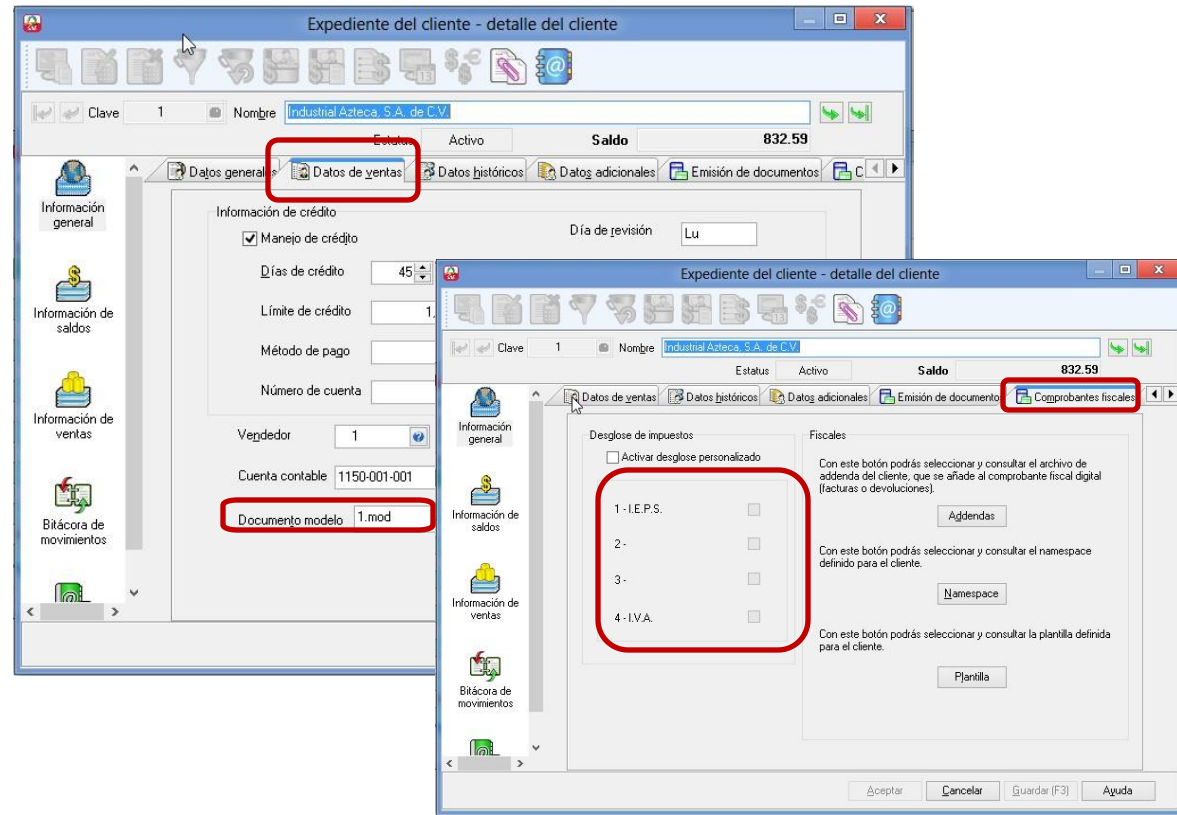 Expediente del cliente - detalle del cliente
Clave 1 Nombre Industrial Azteca, S.A. de C.V.
Estatus Activo Saldo 832.59
Datos generales Datos de ventas Datos históricos Datos adicionales Emisión de documentos C
Información general
Información de saldos
Información de ventas
Bitácora de movimientos
Información de crédito
Manejo de crédito
Día de revisión Lu
Días de crédito 45
Límite de crédito 1,
Método de pago
Número de cuenta
Vendedor 1
Cuenta contable 1150-001-001
Documento modelo 1.mod
Expediente del cliente - detalle del cliente
Clave 1 Nombre Industrial Azteca, S.A. de C.V.
Estatus Activo Saldo 832.59
Datos de ventas Datos históricos Datos adicionales Emisión de documento Comprobantes fiscales
Información general
Información de saldos
Información de ventas
Bitácora de movimientos
Desglose de impuestos
Activar desglose personalizado
1 - I.E.P.S.
2 -
3 -
4 - I.V.A.
Fiscales
Con este botón podrás seleccionar y consultar el archivo de
addenda del cliente, que se añade al comprobante fiscal digital
(facturas o devoluciones).
Addendas
Con este botón podrás seleccionar y consultar el namespace
definido para el cliente.
Namespace
Con este botón podrás seleccionar y consultar la plantilla definida
para el cliente.
Plantilla
Aceptar Cancelar Guardar (F3) Ayuda